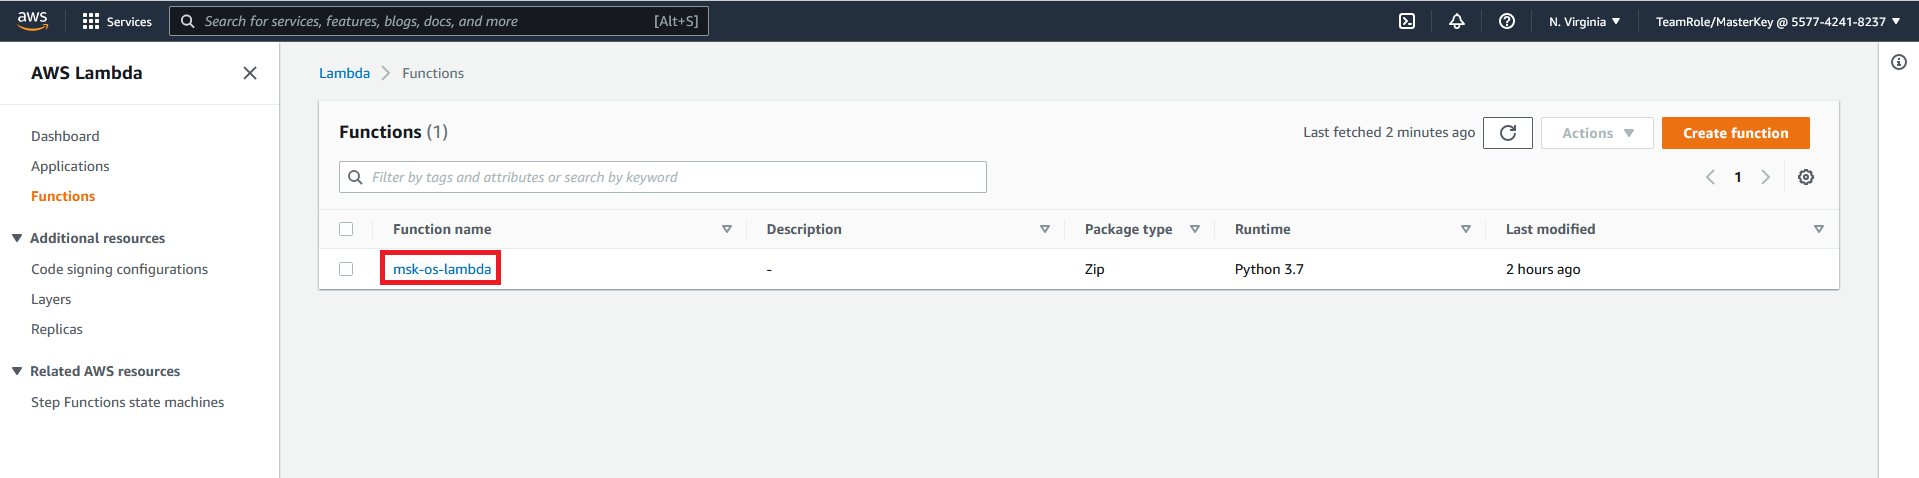 aws Services Search for services, features, blogs, docs, and more [Alt+S] N. Virginia TeamRole/MasterKey @ 5577-4241-8237
AWS Lambda
Dashboard
Applications
Functions
Additional resources
Code signing configurations
Layers
Replicas
Related AWS resources
Step Functions state machines
Lambda Functions
Functions (1) Last fetched 2 minutes ago Actions Create function
Filter by tags and attributes or search by keyword 1
Function name Description Package type Runtime Last modified
msk-os-lambda - Zip Python 3.7 2 hours ago